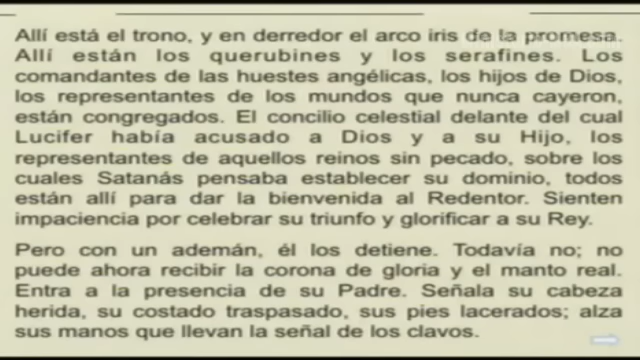 Allí está el trono, y en derredor el arco iris de la promesa.
Allí están los querubines y los serafines. Los
comandantes de las huestes angélicas, los hijos de Dios,
los representantes de los mundos que nunca cayeron,
están congregados. El concilio celestial delante del cual
Lucifer había acusado a Dios y a su Hijo, los
representantes de aquellos reinos sin pecado, sobre los
cuales Satanás pensaba establecer su dominio, todos
están allí para dar la bienvenida al Redentor. Sienten
impaciencia por celebrar su triunfo y glorificar a su Rey.
Pero con un ademán, él los detiene. Todavía no; no
puede ahora recibir la corona de gloria y el manto real.
Entra a la presencia de su Padre. Señala su cabeza
herida, su costado traspasado, sus pies lacerados; alza
sus manos que llevan la señal de los clavos.